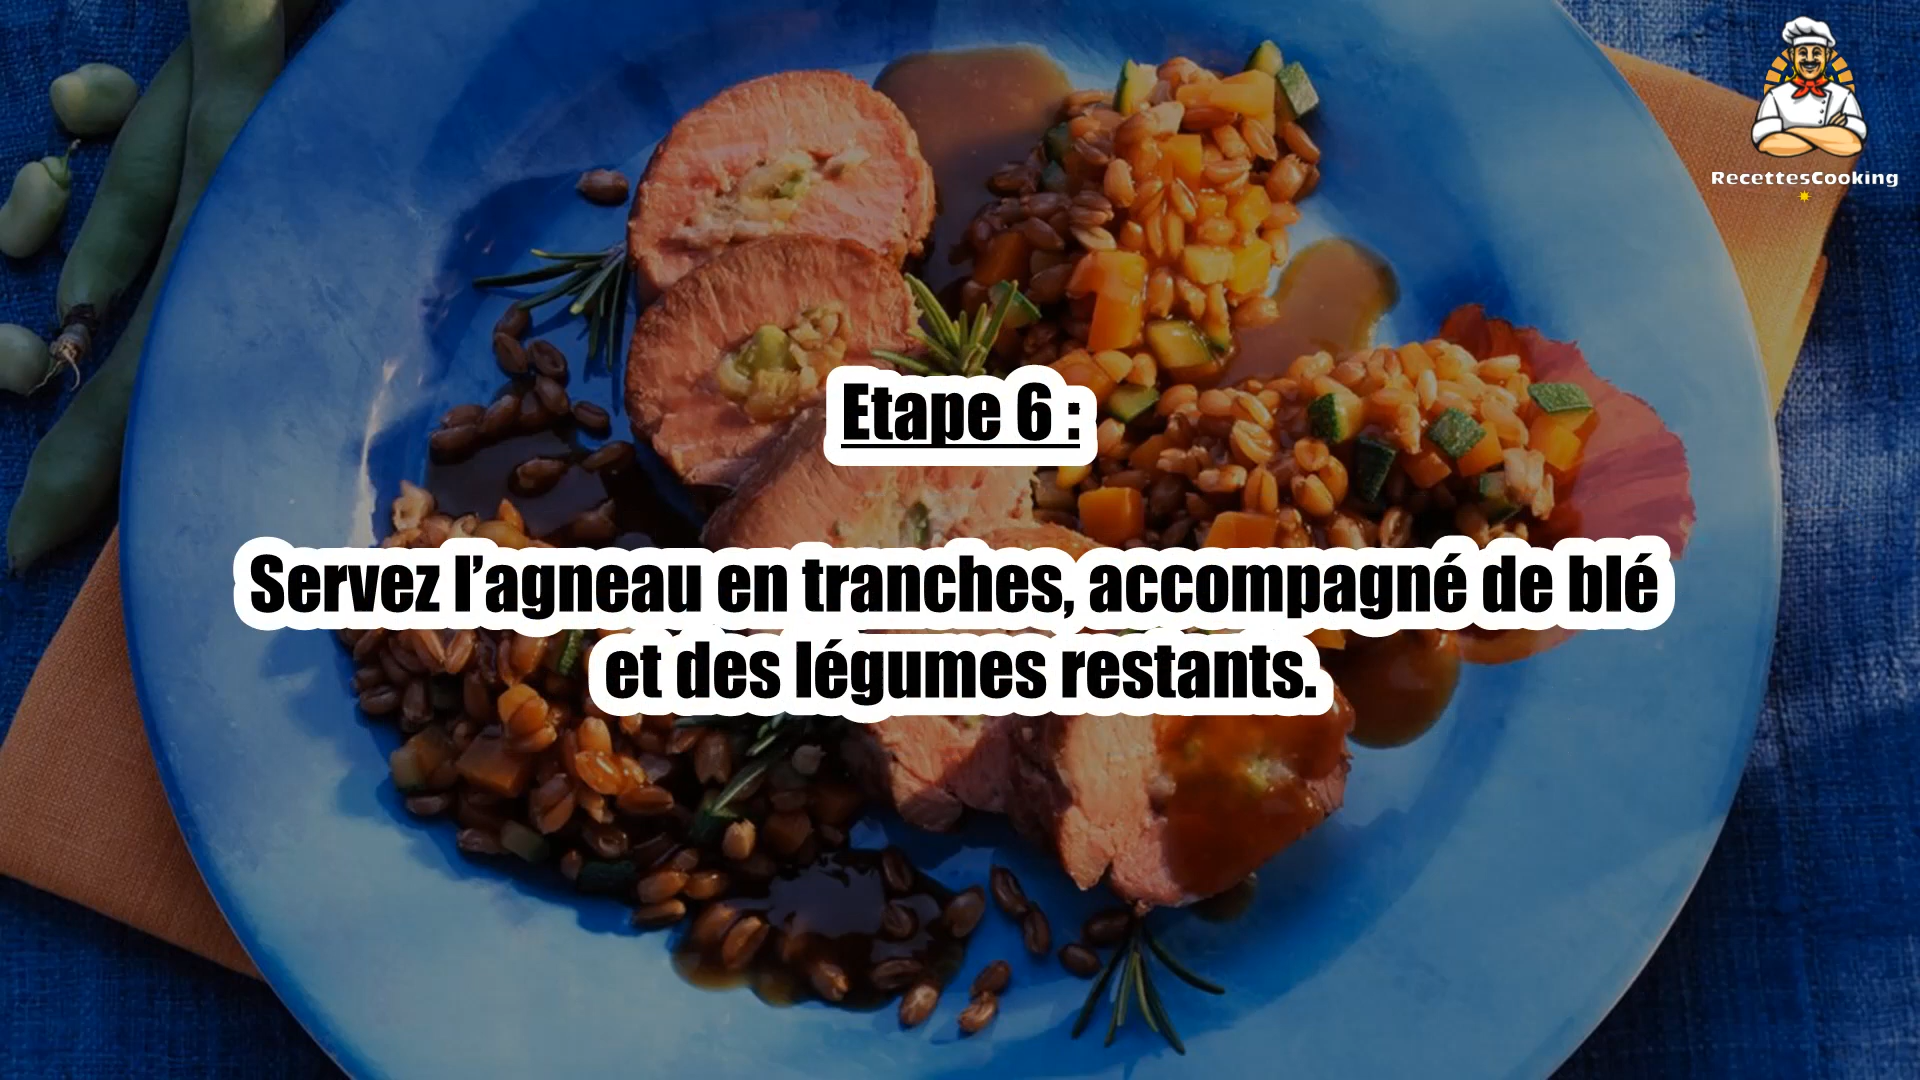 RecettesCooking
Etape 6 :
Servez l’agneau en tranches, accompagné de blé
et des légumes restants.